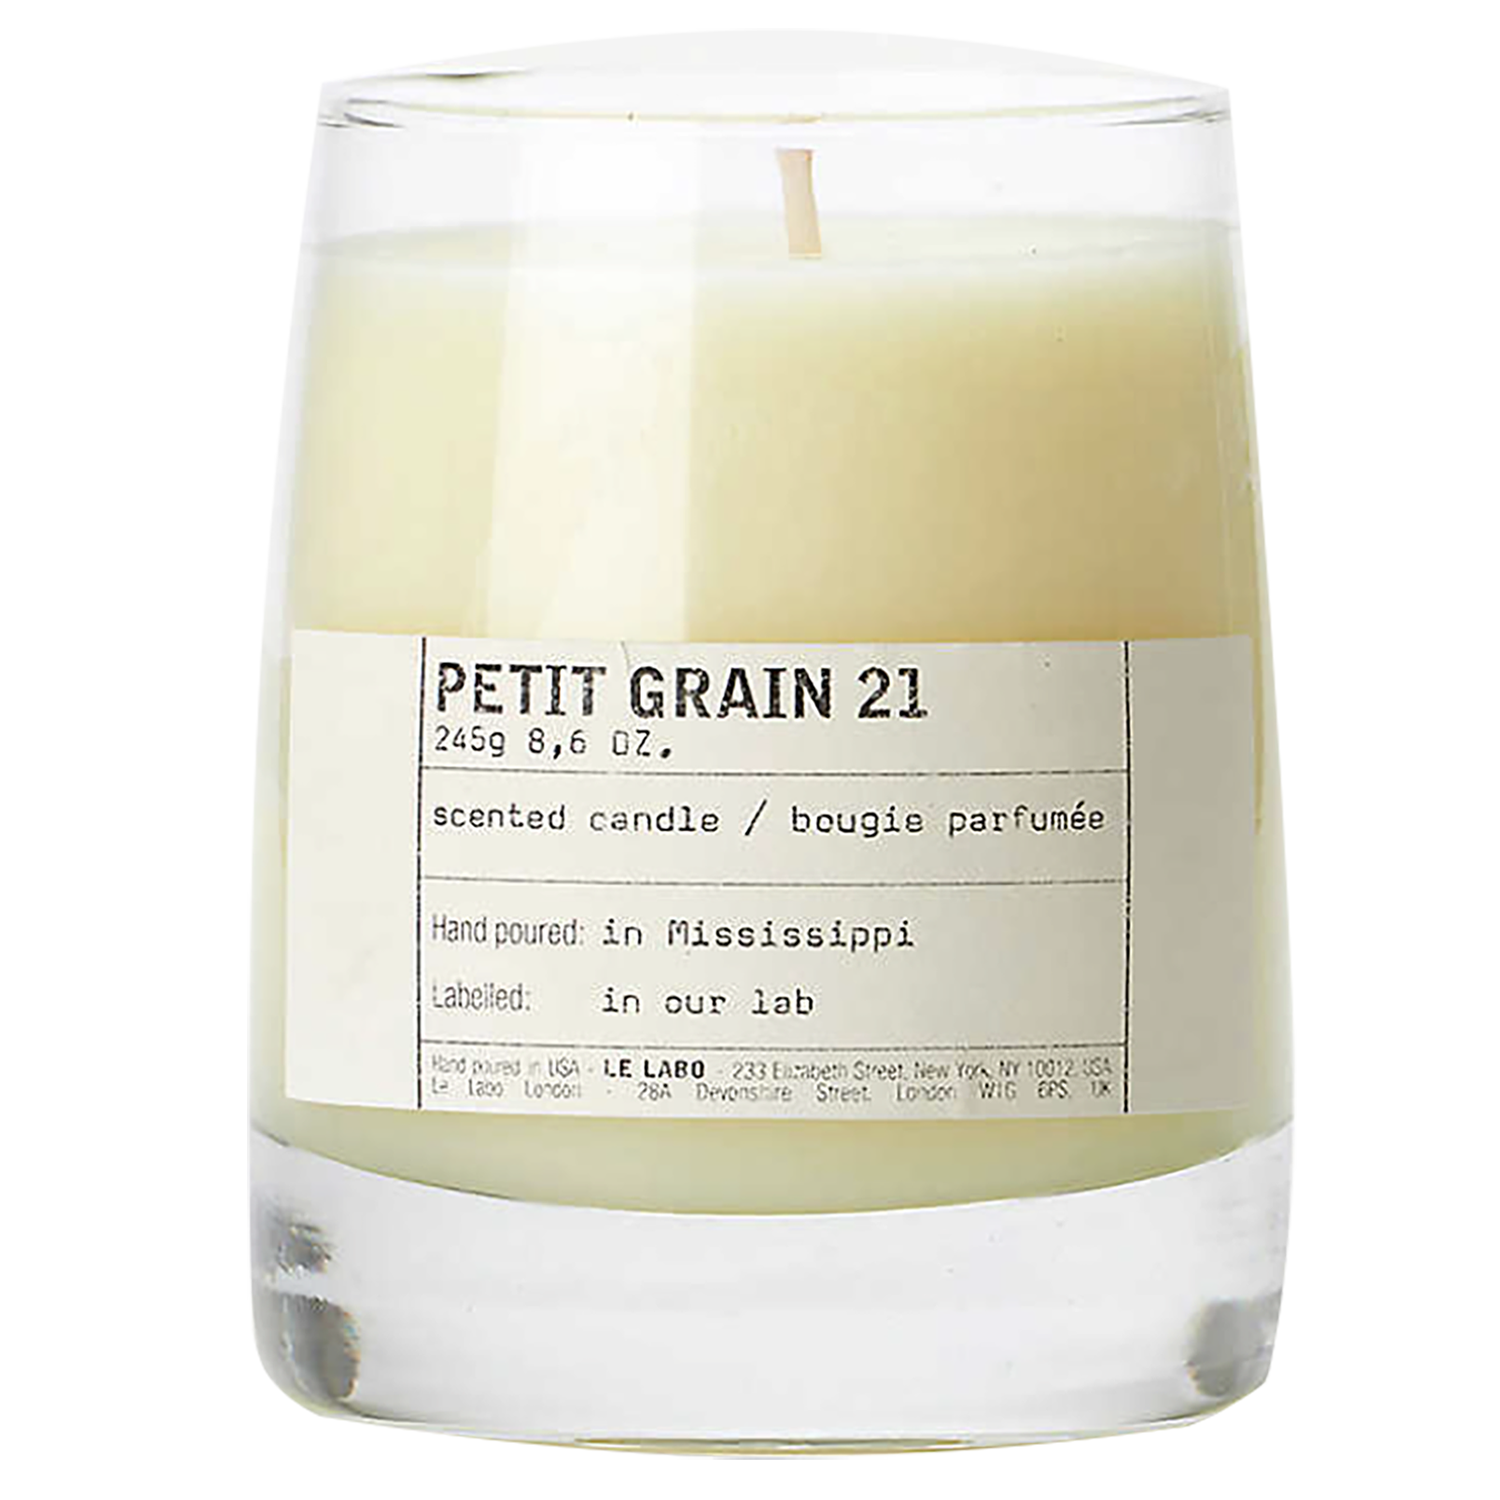 PETIT GRAIN 21
245g 8,6 OZ.
scented candle / bougie parfumée
Hand poured: in Mississippi
Labelled: in our lab
Hand poured in USA - LE LABO - 233 Elizabeth Street, New York, NY 10012 USA
Le Labo London - 28A Devonshire Street, London W1G 6PS, UK